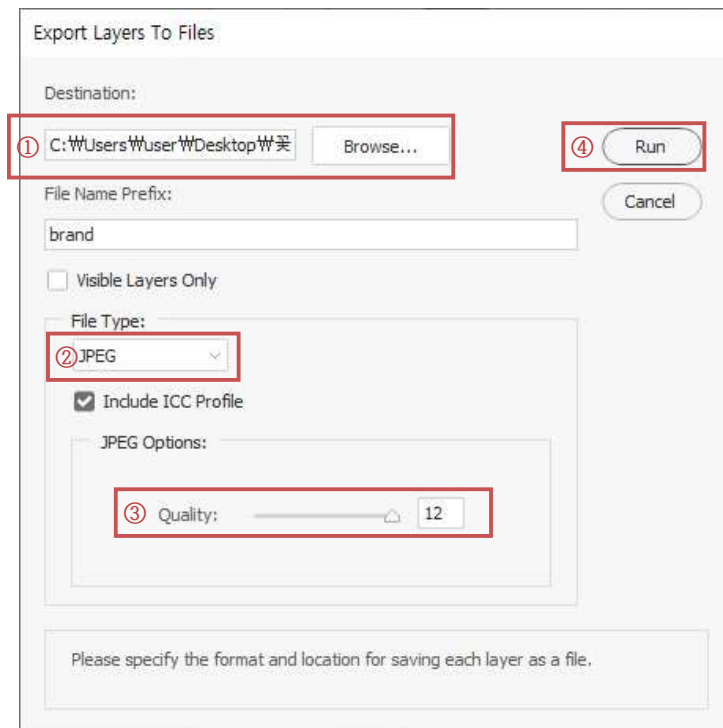 Export Layers To Files
Destination:
① C:₩Users₩user₩Desktop₩꽃 Browse... ④ Run
File Name Prefix: Cancel
brand
Visible Layers Only
File Type:
② JPEG
Include ICC Profile
JPEG Options:
③ Quality: 12
Please specify the format and location for saving each layer as a file.